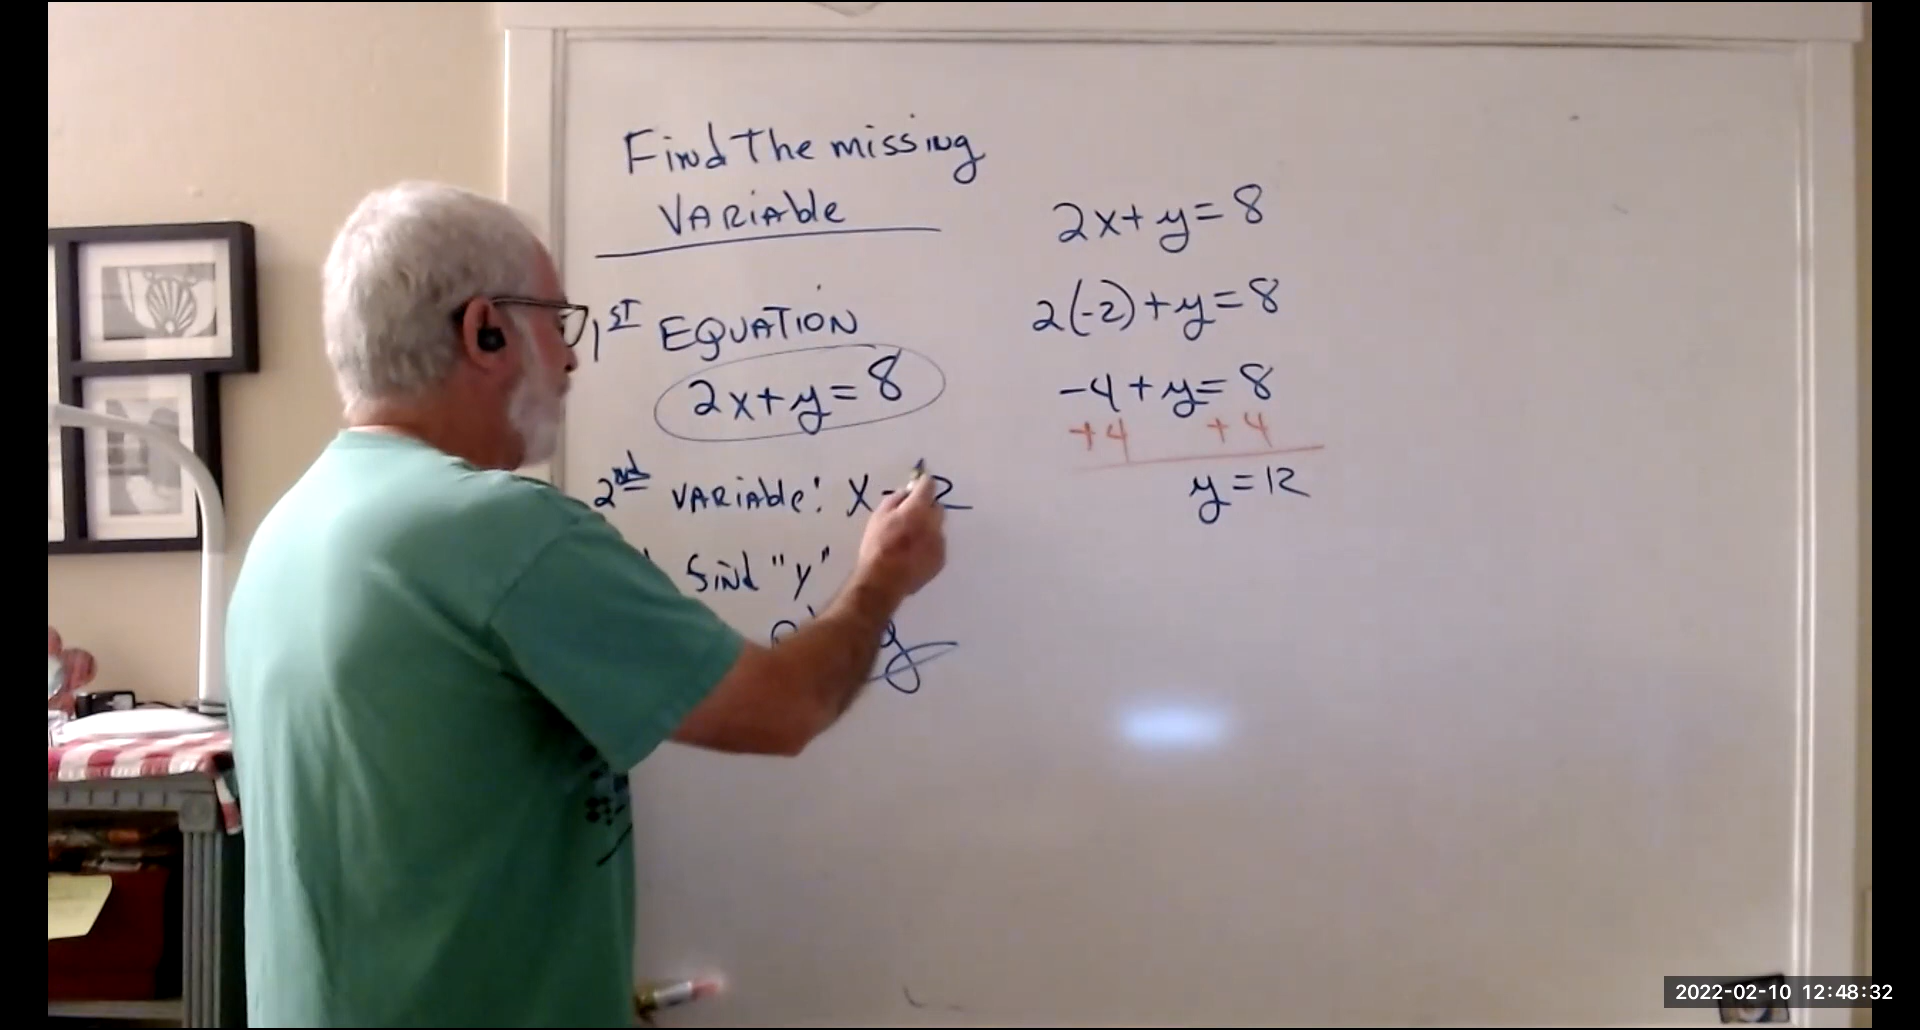 Find The missing
VARiAble
1ST EQUATION
2x+y=8
2nd VARiAble: X
find "y"
2x+y=8
2(-2)+y=8
-4+y=8
+4 +4
y=12
2022-02-10 12:48:32